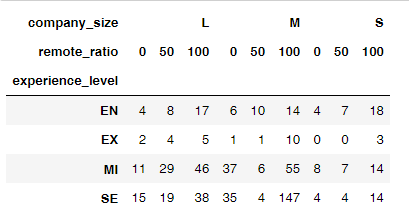 company_size L M S
remote_ratio 0 50 100 0 50 100 0 50 100
experience_level
EN 4 8 17 6 10 14 4 7 18
EX 2 4 5 1 1 10 0 0 3
MI 11 29 46 37 6 55 8 7 14
SE 15 19 38 35 4 147 4 4 14